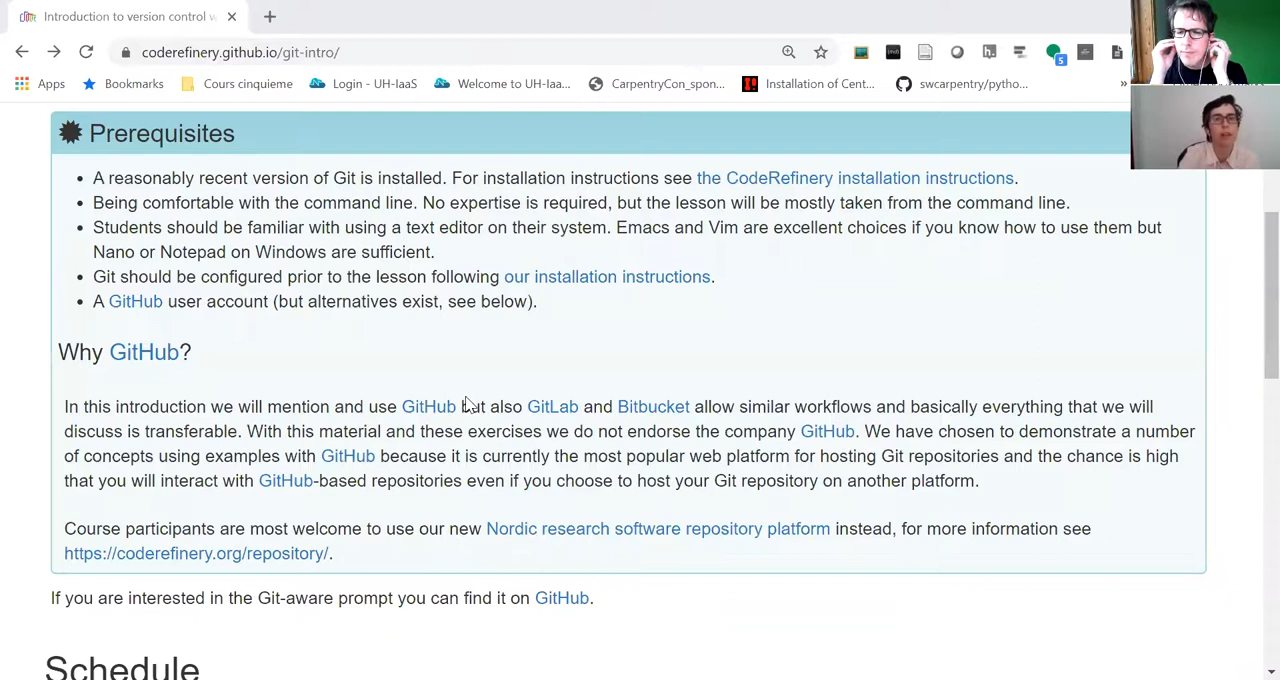 Introduction to version control w
coderefinery.github.io/git-intro/
5
Apps Bookmarks Cours cinquieme Login - UH-IaaS Welcome to UH-Iaa... CarpentryCon_spon... Installation of Cent... swcarpentry/pytho... »
Prerequisites
• A reasonably recent version of Git is installed. For installation instructions see the CodeRefinery installation instructions.
• Being comfortable with the command line. No expertise is required, but the lesson will be mostly taken from the command line.
• Students should be familiar with using a text editor on their system. Emacs and Vim are excellent choices if you know how to use them but
Nano or Notepad on Windows are sufficient.
• Git should be configured prior to the lesson following our installation instructions.
• A GitHub user account (but alternatives exist, see below).
Why GitHub?
In this introduction we will mention and use GitHub but also GitLab and Bitbucket allow similar workflows and basically everything that we will
discuss is transferable. With this material and these exercises we do not endorse the company GitHub. We have chosen to demonstrate a number
of concepts using examples with GitHub because it is currently the most popular web platform for hosting Git repositories and the chance is high
that you will interact with GitHub-based repositories even if you choose to host your Git repository on another platform.
Course participants are most welcome to use our new Nordic research software repository platform instead, for more information see
https://coderefinery.org/repository/.
If you are interested in the Git-aware prompt you can find it on GitHub.
Schedule